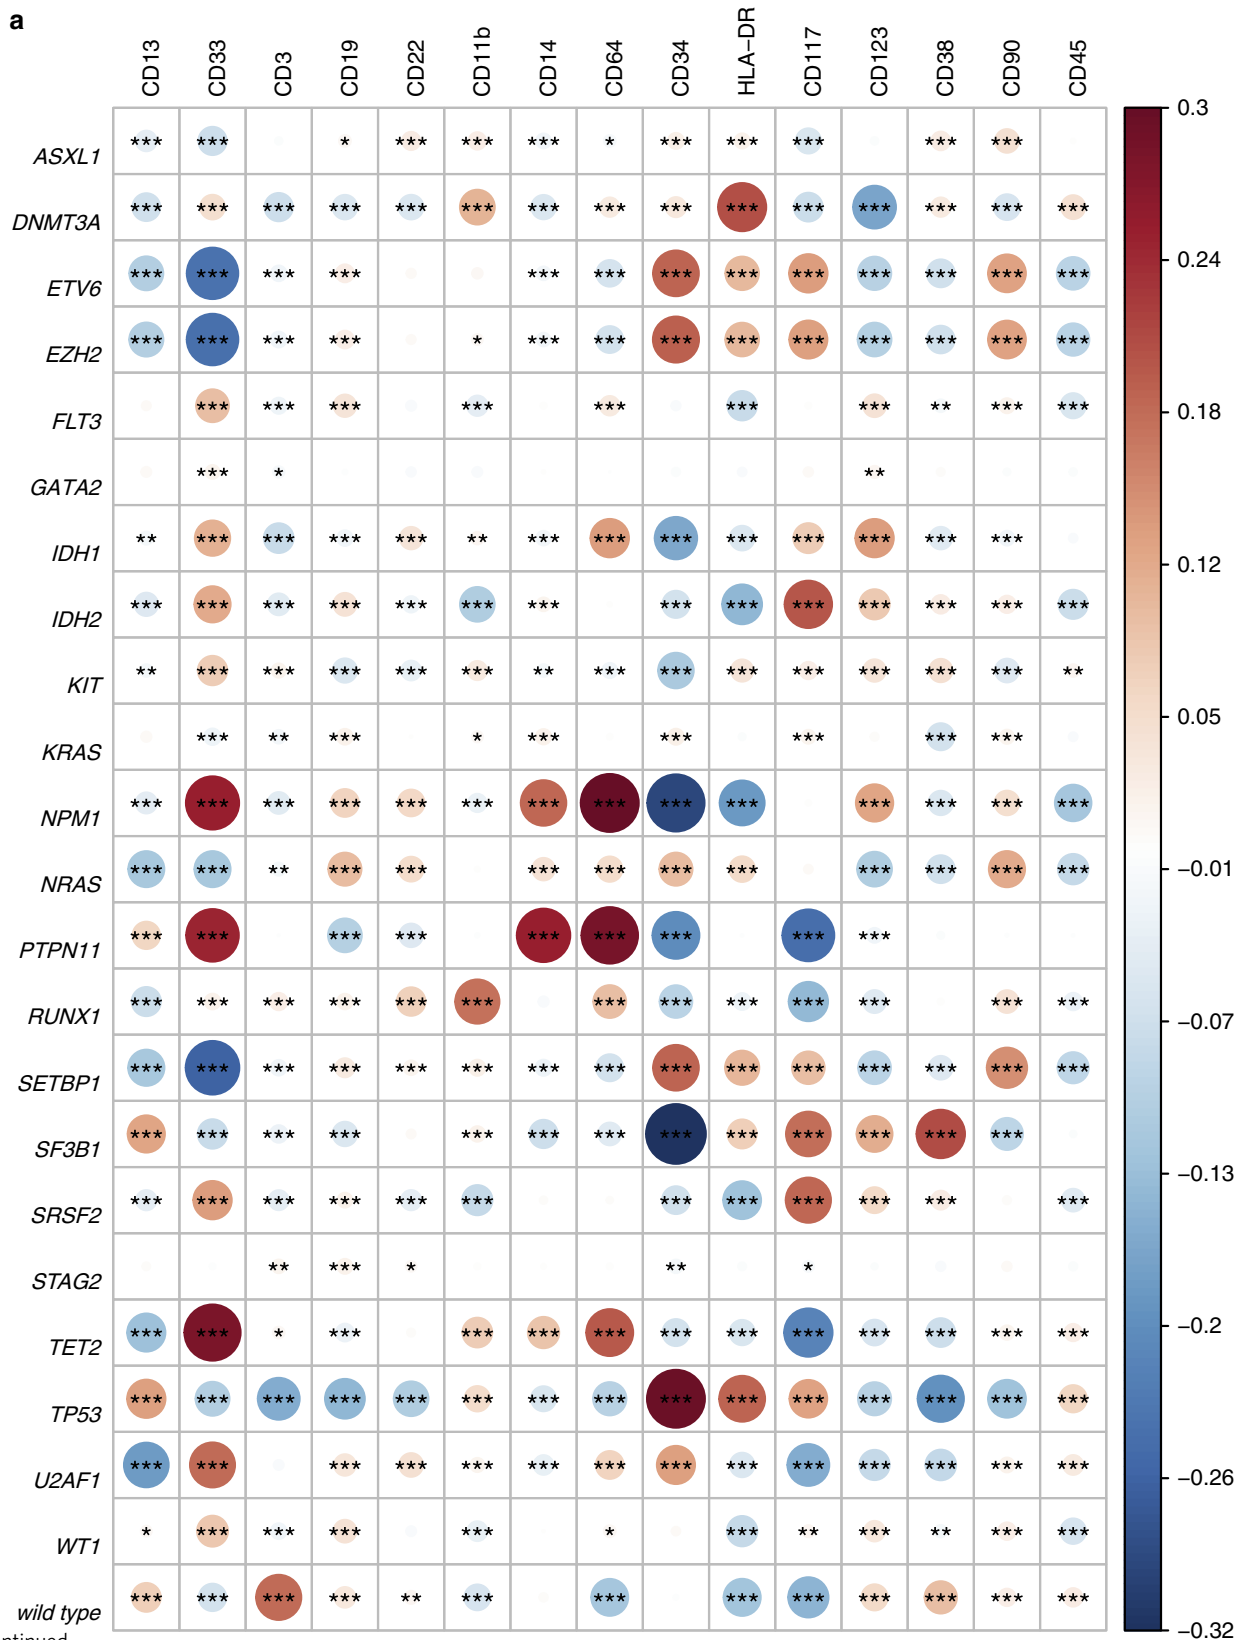 a
CD13 CD33 CD3 CD19 CD22 CD11b CD14 CD64 CD34 HLA−DR CD117 CD123 CD38 CD90 CD45
ASXL1 *** *** * *** *** *** * *** *** *** *** ***
DNMT3A *** *** *** *** *** *** *** *** *** *** *** *** *** *** ***
ETV6 *** *** *** *** *** *** *** *** *** *** *** *** ***
EZH2 *** *** *** *** * *** *** *** *** *** *** *** *** ***
FLT3 *** *** *** *** *** *** *** ** *** ***
GATA2 *** * **
IDH1 ** *** *** *** *** ** *** *** *** *** *** *** *** ***
IDH2 *** *** *** *** *** *** *** *** *** *** *** *** *** ***
KIT ** *** *** *** *** *** ** *** *** *** *** *** *** *** **
KRAS *** ** *** * *** *** *** *** ***
NPM1 *** *** *** *** *** *** *** *** *** *** *** *** *** ***
NRAS *** *** ** *** *** *** *** *** *** *** *** *** ***
PTPN11 *** *** *** *** *** *** *** *** ***
RUNX1 *** *** *** *** *** *** *** *** *** *** *** *** ***
SETBP1 *** *** *** *** *** *** *** *** *** *** *** *** *** *** ***
SF3B1 *** *** *** *** *** *** *** *** *** *** *** *** ***
SRSF2 *** *** *** *** *** *** *** *** *** *** *** ***
STAG2 ** *** * ** *
TET2 *** *** * *** *** *** *** *** *** *** *** *** *** ***
TP53 *** *** *** *** *** *** *** *** *** *** *** *** *** *** ***
U2AF1 *** *** *** *** *** *** *** *** *** *** *** *** *** ***
WT1 * *** *** *** *** * *** ** *** ** *** ***
wild type *** *** *** *** ** *** *** *** *** *** *** *** ***
0.3
0.24
0.18
0.12
0.05
−0.01
−0.07
−0.13
−0.2
−0.26
−0.32